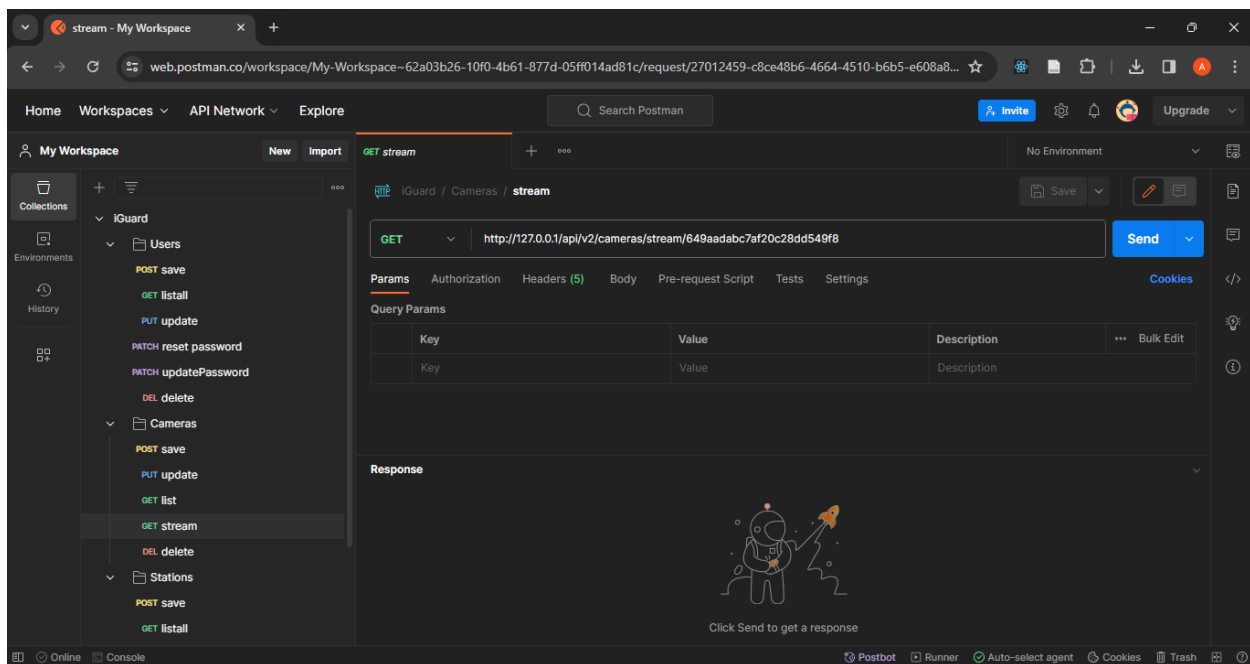 stream - My Workspace
web.postman.co/workspace/My-Workspace~62a03b26-10f0-4b61-877d-05ff014ad81c/request/27012459-c8ce48b6-4664-4510-b6b5-e608a8...
A
Home Workspaces API Network Explore Search Postman Invite Upgrade
My Workspace New Import GET stream No Environment
Collections
Environments
History
iGuard
Users
POST save
GET listall
PUT update
PATCH reset password
PATCH updatePassword
DEL delete
Cameras
POST save
PUT update
GET list
GET stream
DEL delete
Stations
POST save
GET listall
HTTP iGuard / Cameras / stream Save
GET http://127.0.0.1/api/v2/cameras/stream/649aadabc7af20c28dd549f8 Send
Params Authorization Headers (5) Body Pre-request Script Tests Settings Cookies
Query Params
Key Value Description Bulk Edit
Key Value Description
Response
Click Send to get a response
Online Console Postbot Runner Auto-select agent Cookies Trash